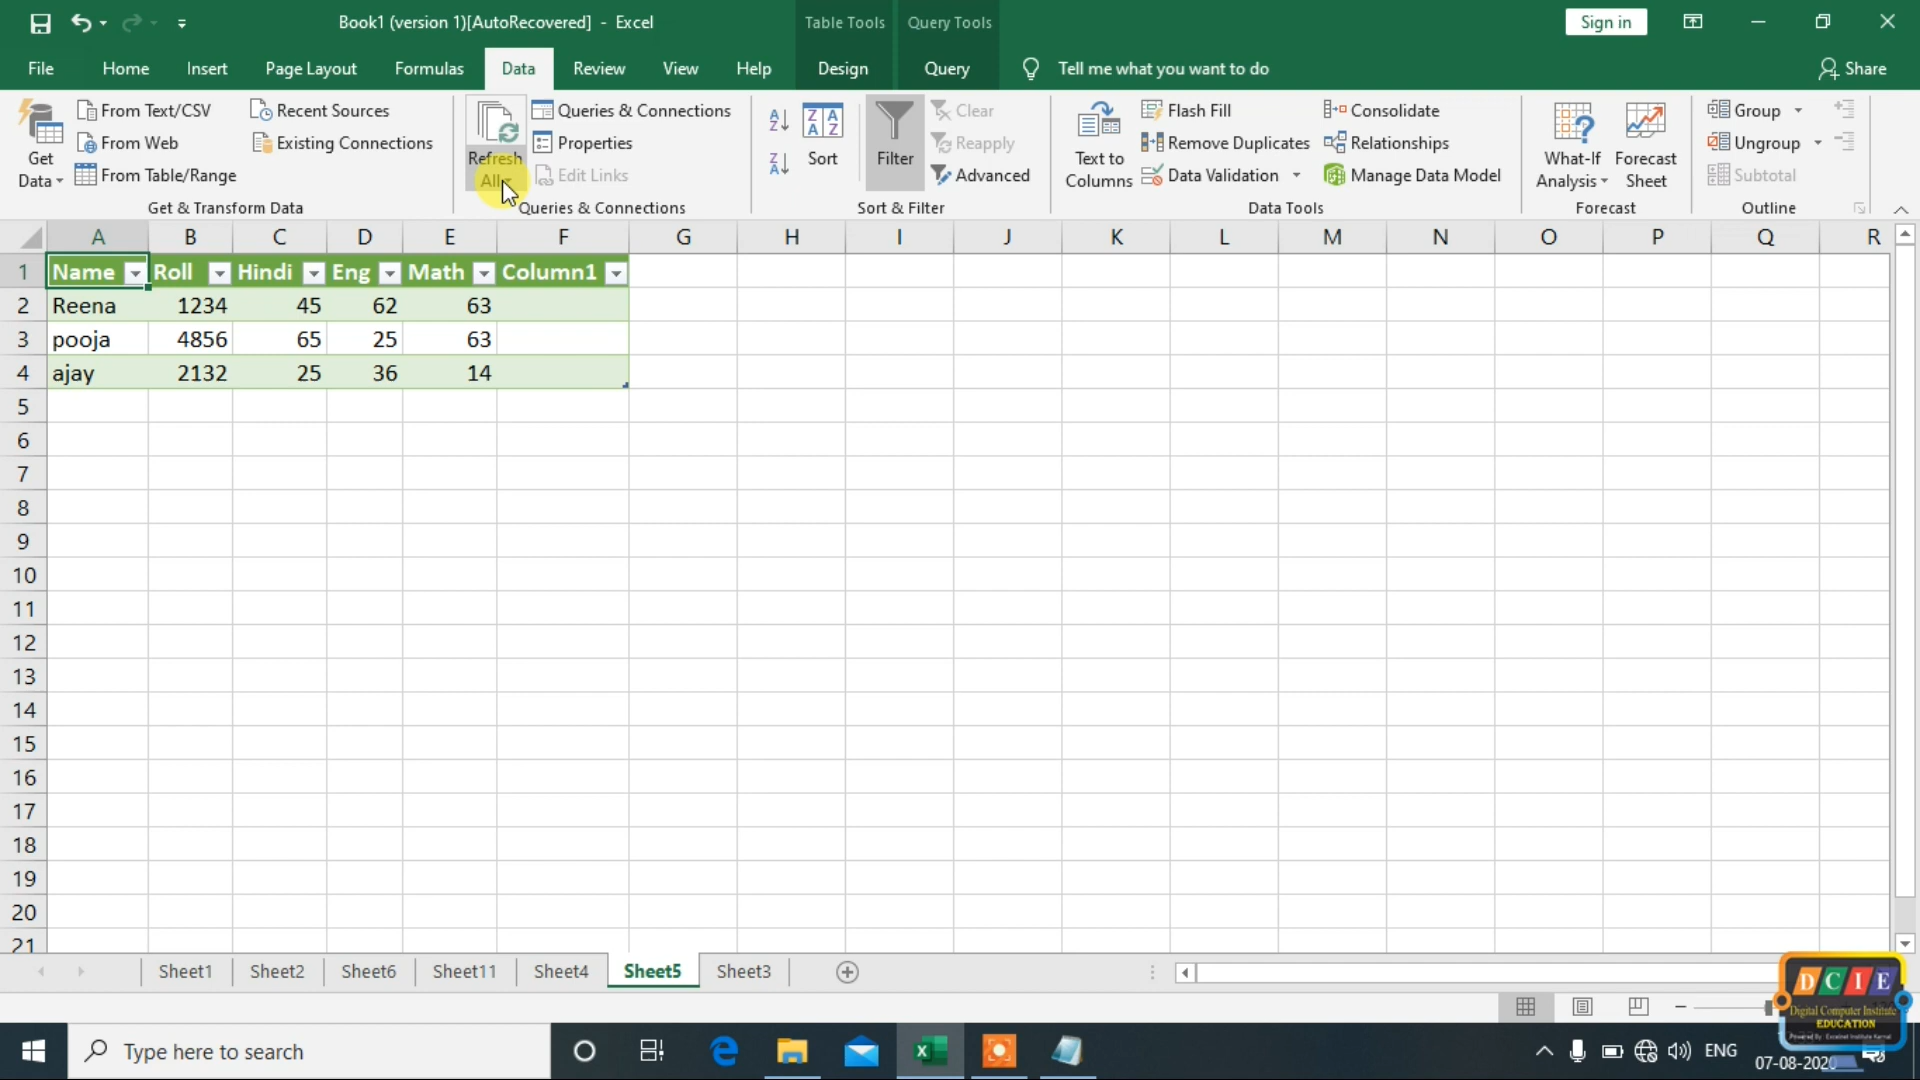 Book1 (version 1)[AutoRecovered] - Excel
Table Tools
Query Tools
Sign in
File
Home
Insert
Page Layout
Formulas
Data
Review
View
Help
Design
Query
Tell me what you want to do
Share
Get Data
From Text/CSV
From Web
From Table/Range
Recent Sources
Existing Connections
Get & Transform Data
Refresh All
Queries & Connections
Properties
Edit Links
Queries & Connections
Sort
Filter
Clear
Reapply
Advanced
Sort & Filter
Text to Columns
Flash Fill
Remove Duplicates
Data Validation
Consolidate
Relationships
Manage Data Model
Data Tools
What-If Analysis
Forecast Sheet
Forecast
Group
Ungroup
Subtotal
Outline
A B C D E F G H I J K L M N O P Q R
1 Name Roll Hindi Eng Math Column1
2 Reena 1234 45 62 63
3 pooja 4856 65 25 63
4 ajay 2132 25 36 14
5
6
7
8
9
10
11
12
13
14
15
16
17
18
19
20
21
Sheet1 Sheet2 Sheet6 Sheet11 Sheet4 Sheet5 Sheet3
DCIE
Digital Computer Institute
EDUCATION
Type here to search
ENG
07-08-2020